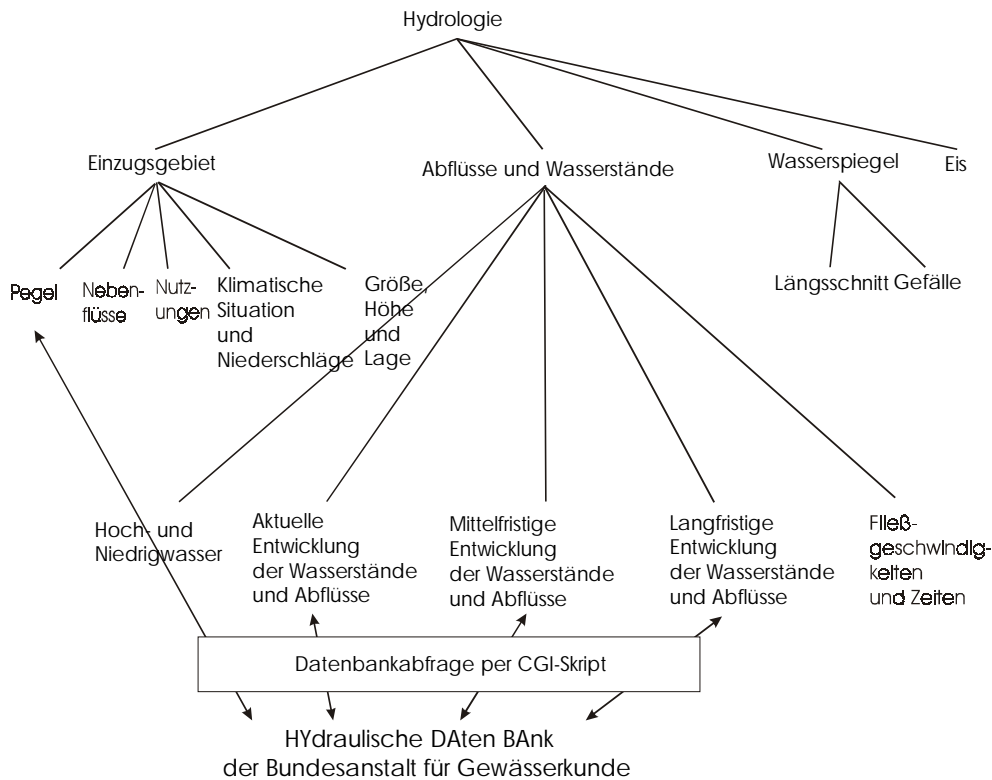 Hydrologie
Einzugsgebiet
Abflüsse und Wasserstände
Wasserspiegel
Eis
Pegel
Neben-
flüsse
Nutz-
ungen
Klimatische
Situation
und
Niederschläge
Größe,
Höhe
und
Lage
Längsschnitt
Gefälle
Hoch- und
Niedrigwasser
Aktuelle
Entwicklung
der Wasserstände
und Abflüsse
Mittelfristige
Entwicklung
der Wasserstände
und Abflüsse
Langfristige
Entwicklung
der Wasserstände
und Abflüsse
Fließ-
geschwindig-
keiten
und Zeiten
Datenbankabfrage per CGI-Skript
HYdraulische DAten BAnk
der Bundesanstalt für Gewässerkunde